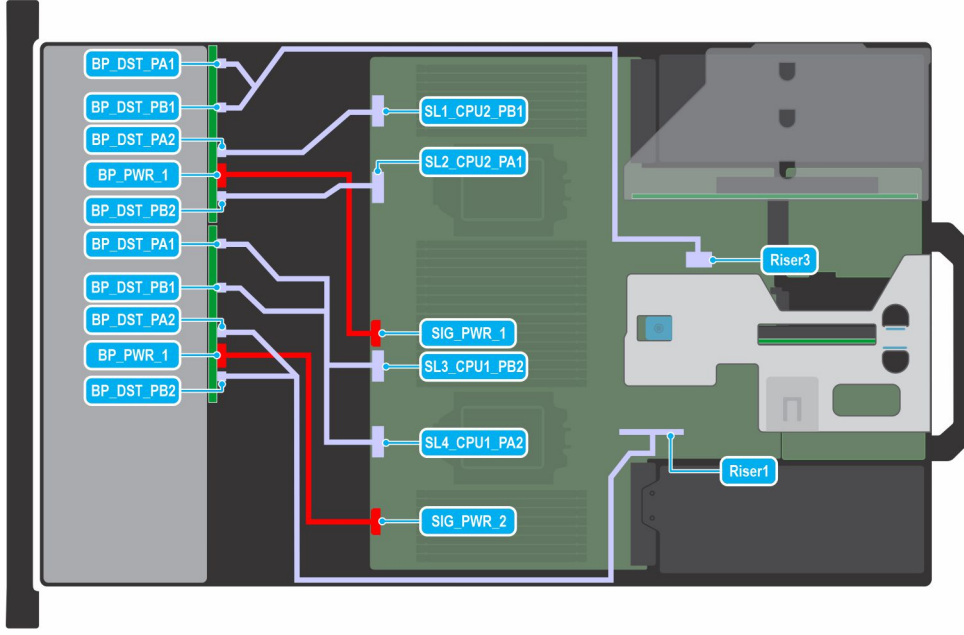 BP_DST_PA1
BP_DST_PB1
BP_DST_PA2
BP_PWR_1
BP_DST_PB2
BP_DST_PA1
BP_DST_PB1
BP_DST_PA2
BP_PWR_1
BP_DST_PB2
SL1_CPU2_PB1
SL2_CPU2_PA1
SIG_PWR_1
SL3_CPU1_PB2
SL4_CPU1_PA2
SIG_PWR_2
Riser3
Riser1